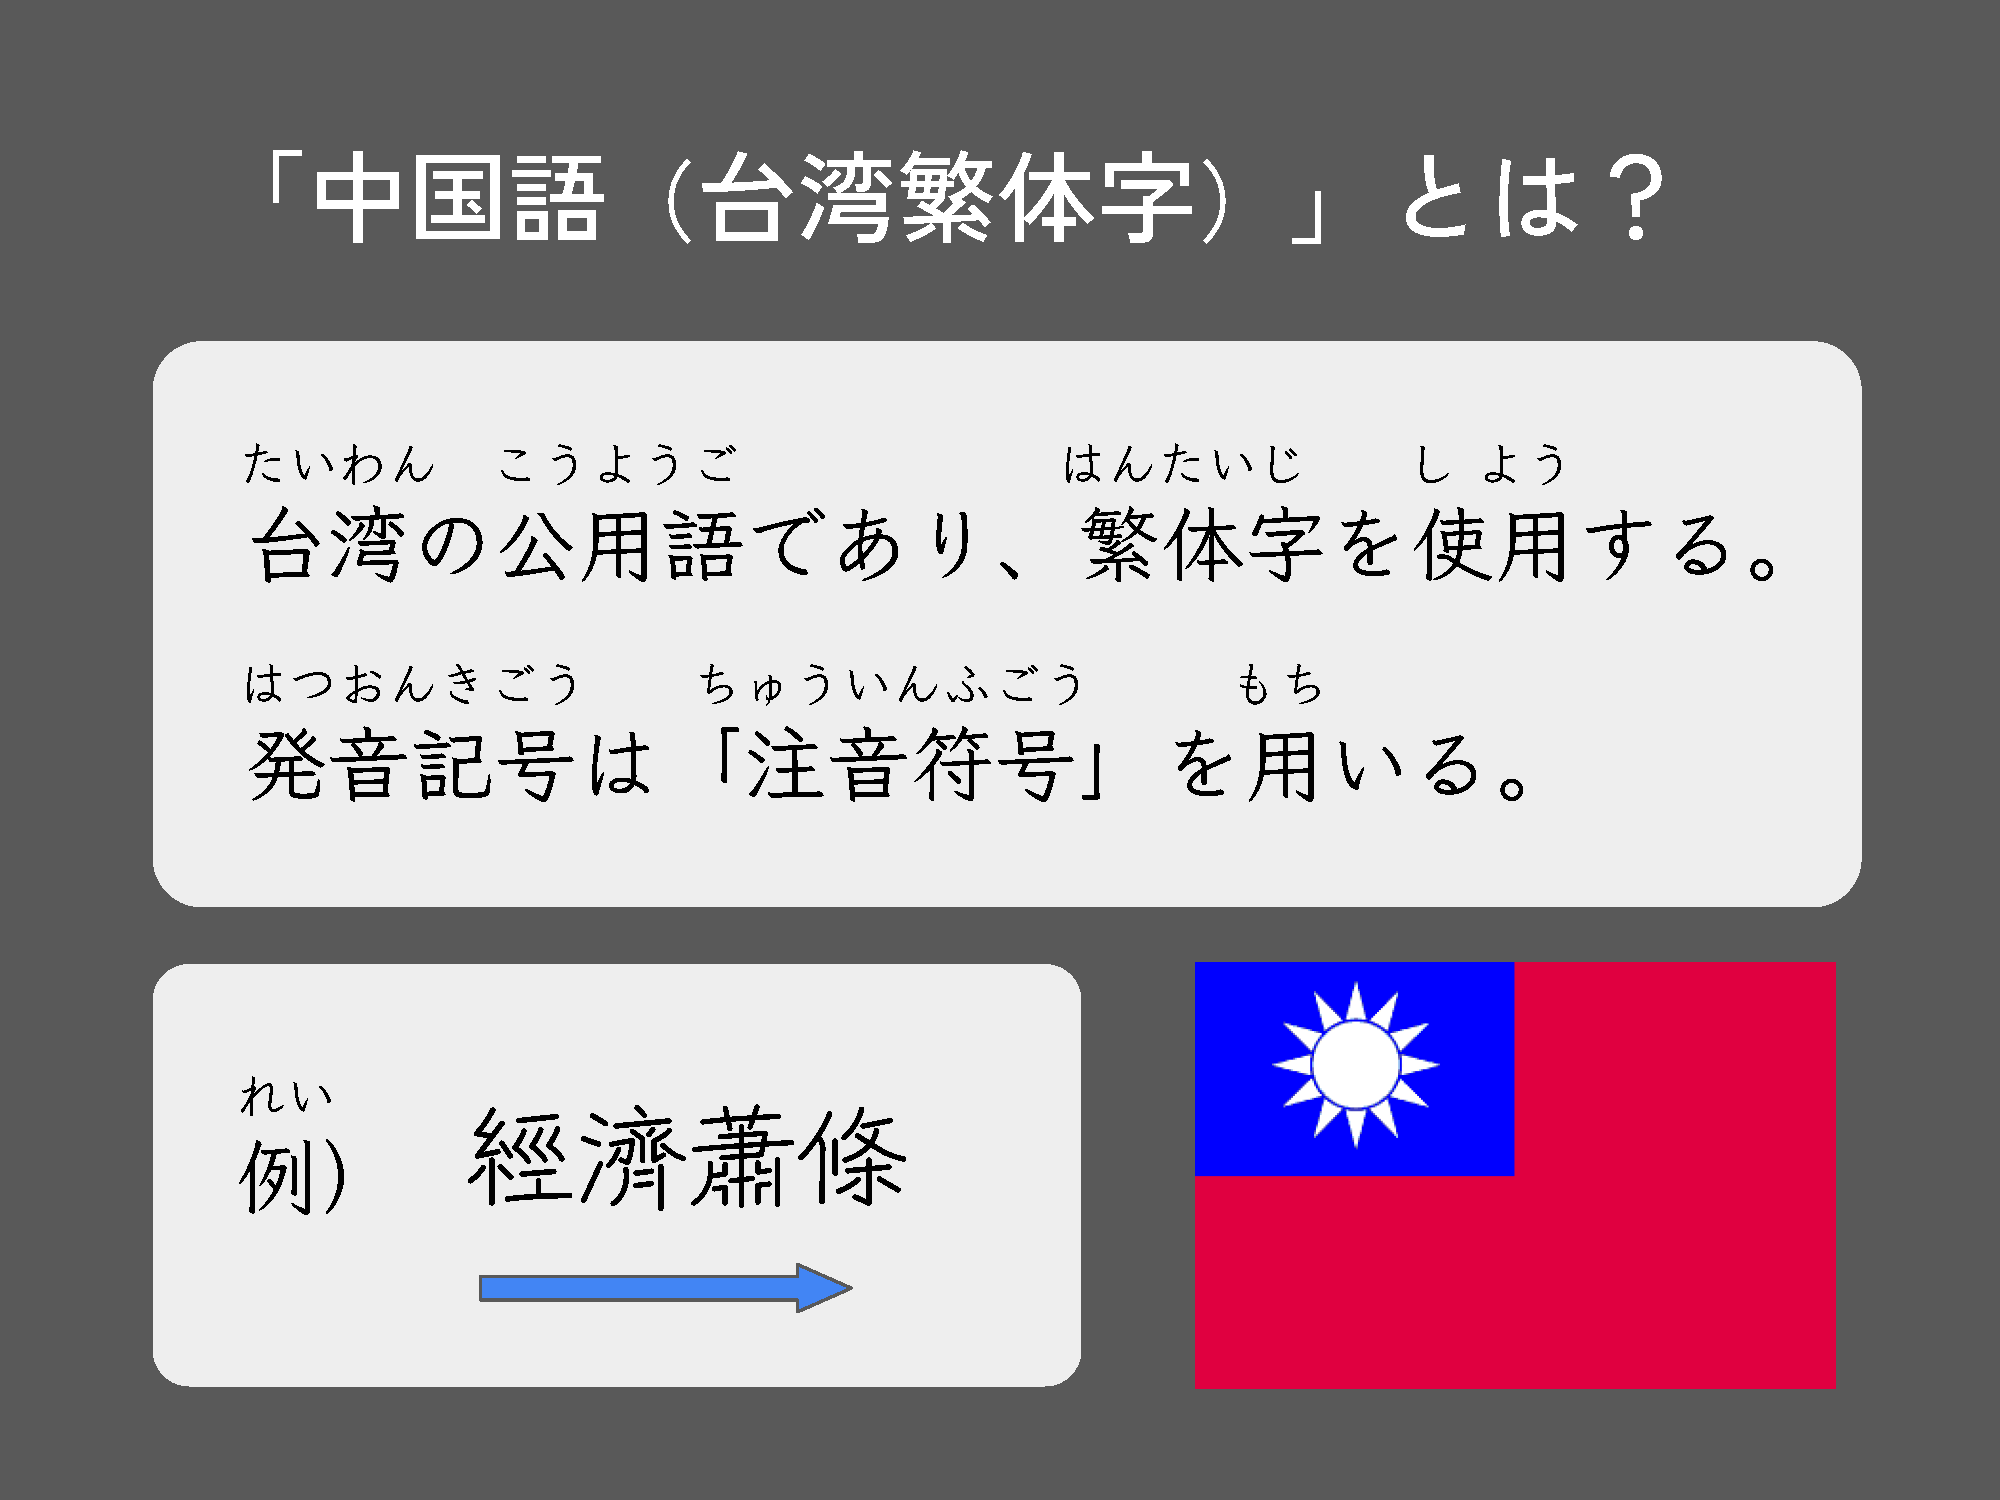 「中国語（台湾繁体字）」とは？
たいわん こうようご はんたいじ し よう
台湾の公用語であり、繁体字を使用する。
はつおんきごう ちゅういんふごう もち
発音記号は「注音符号」を用いる。
れい
例) 經濟蕭條